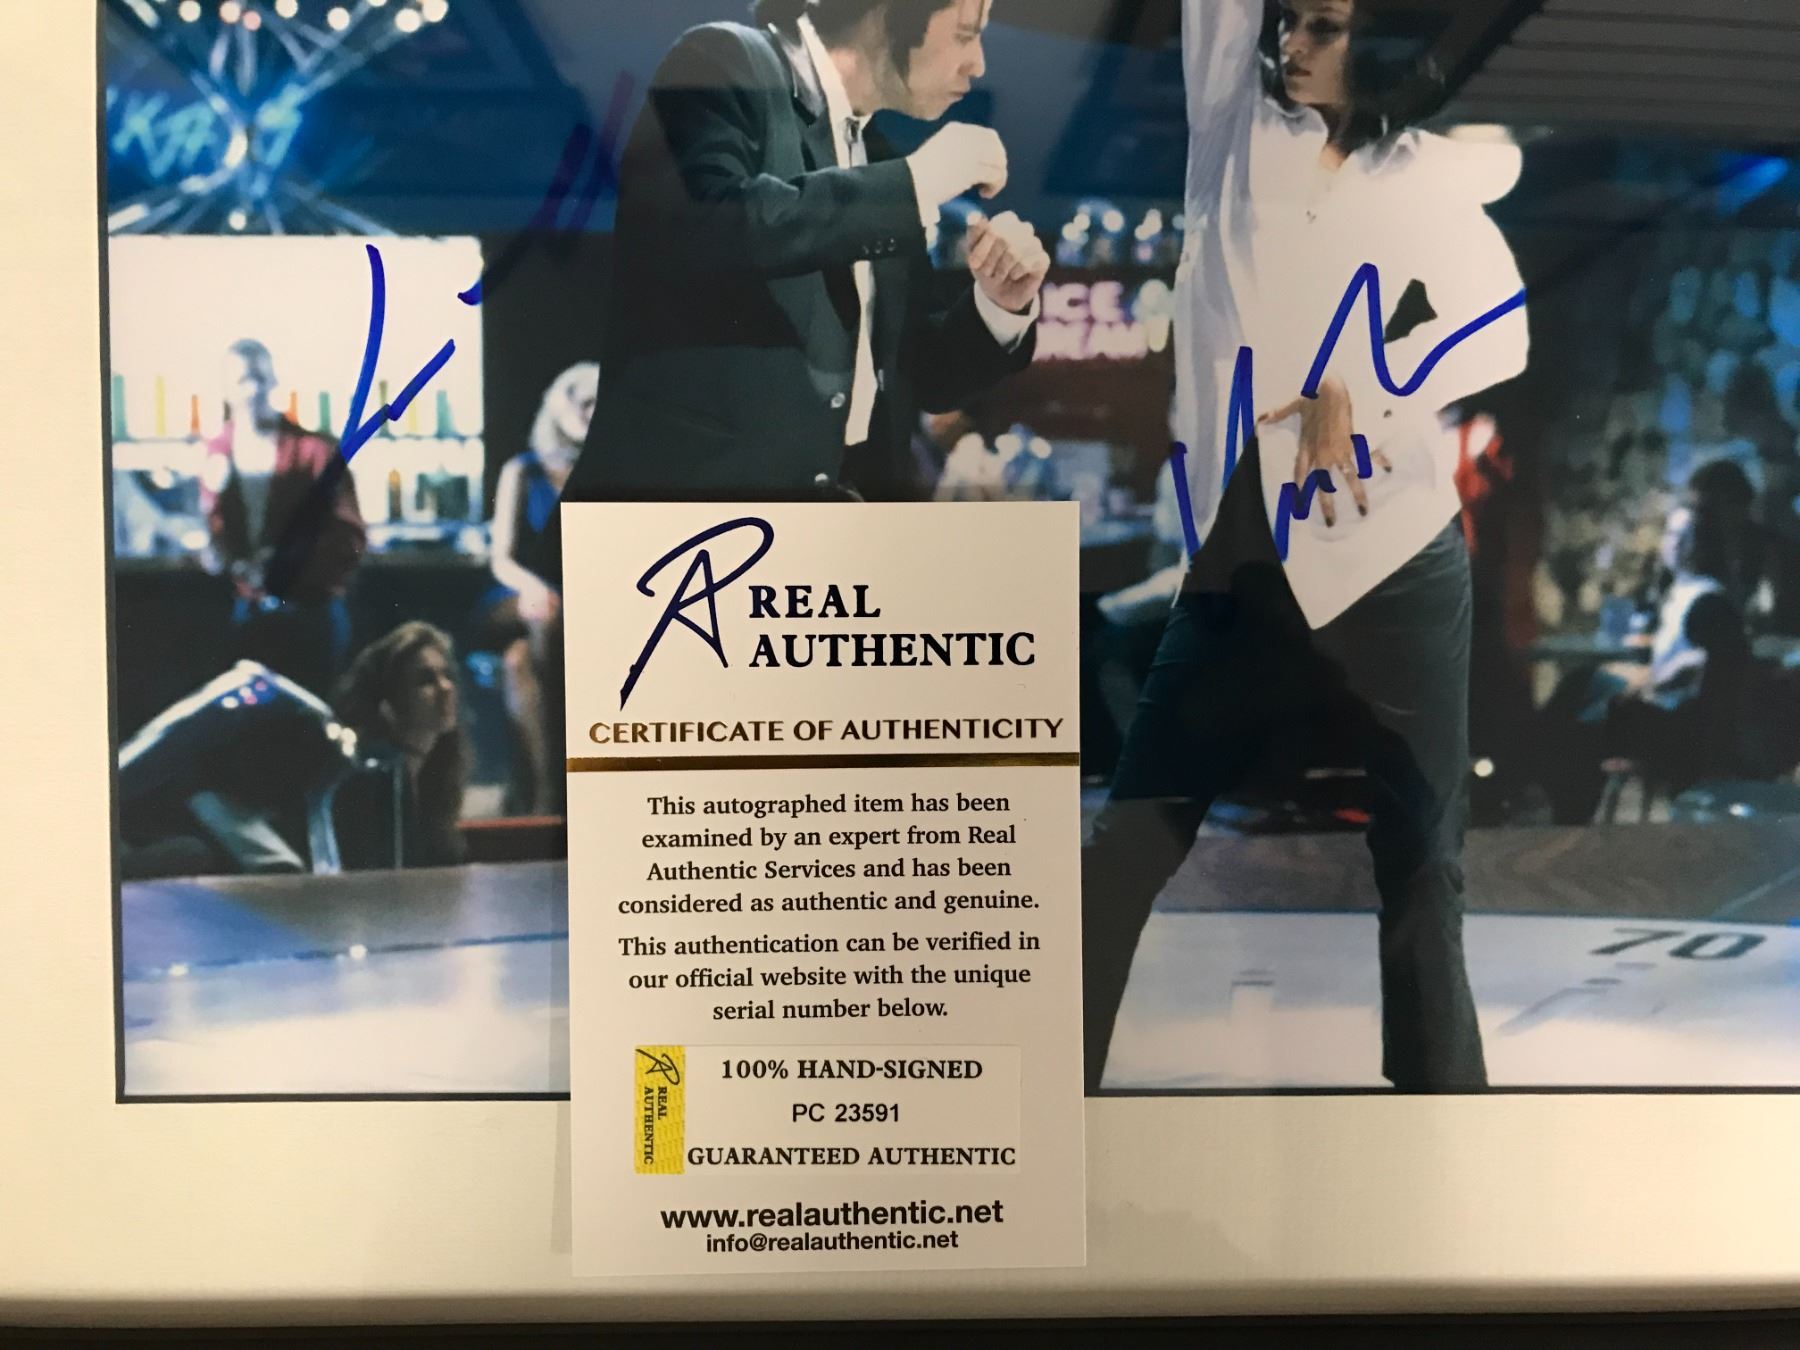 REAL
AUTHENTIC
CERTIFICATE OF AUTHENTICITY
This autographed item has been
examined by an expert from Real
Authentic Services and has been
considered as authentic and genuine.
This authentication can be verified in
our official website with the unique
serial number below.
REAL
AUTHENTIC
100% HAND-SIGNED
PC 23591
GUARANTEED AUTHENTIC
www.realauthentic.net
info@realauthentic.net
70